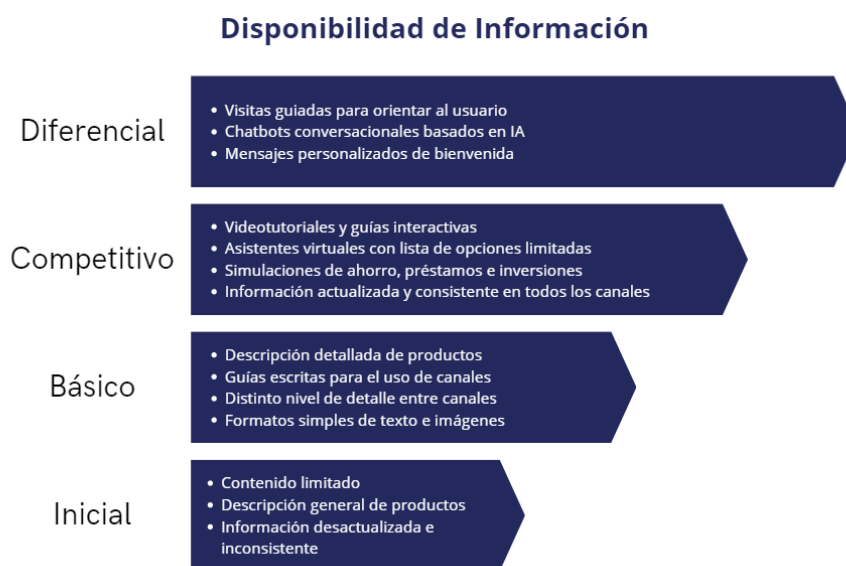 Disponibilidad de Información
Diferencial
• Visitas guiadas para orientar al usuario
• Chatbots conversacionales basados en IA
• Mensajes personalizados de bienvenida
Competitivo
• Videotutoriales y guías interactivas
• Asistentes virtuales con lista de opciones limitadas
• Simulaciones de ahorro, préstamos e inversiones
• Información actualizada y consistente en todos los canales
Básico
• Descripción detallada de productos
• Guías escritas para el uso de canales
• Distinto nivel de detalle entre canales
• Formatos simples de texto e imágenes
Inicial
• Contenido limitado
• Descripción general de productos
• Información desactualizada e
inconsistente